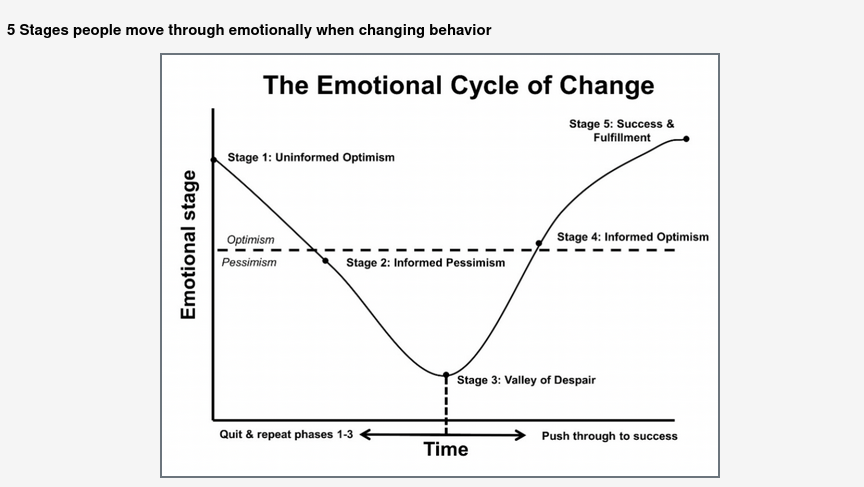 5 Stages people move through emotionally when changing behavior
The Emotional Cycle of Change
Stage 5: Success &
Fulfillment
Stage 1: Uninformed Optimism
Emotional stage
Optimism
Stage 4: Informed Optimism
Pessimism
Stage 2: Informed Pessimism
Stage 3: Valley of Despair
Quit & repeat phases 1-3
Push through to success
Time